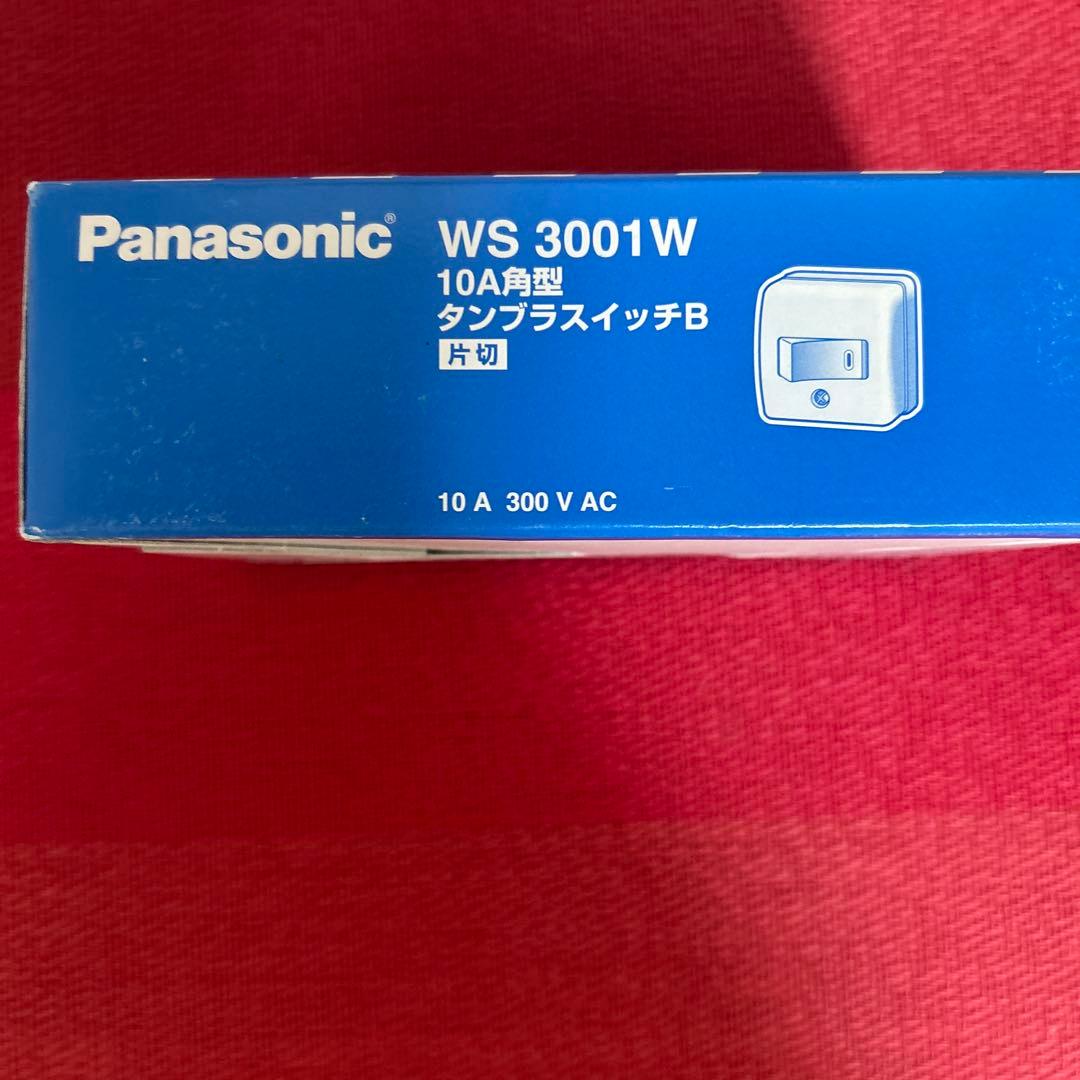 Panasonic®
WS 3001W
10A角型
タンブラスイッチB
片切
10 A 300 V AC